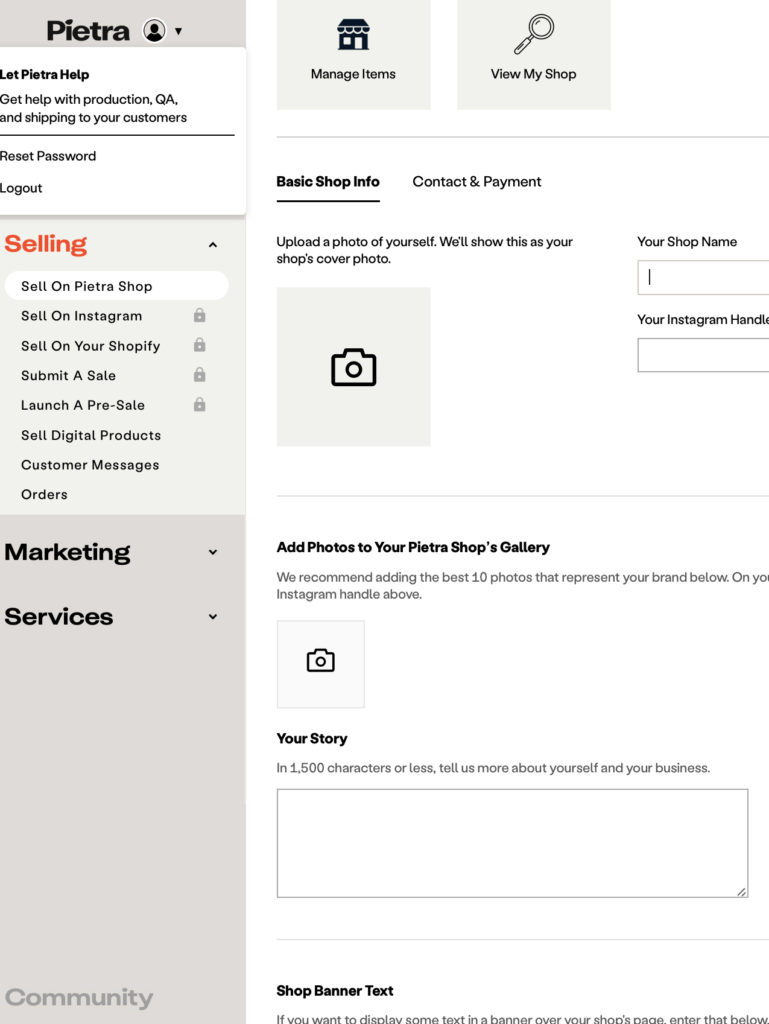 Pietra
Let Pietra Help
Get help with production, QA,
and shipping to your customers
Reset Password
Logout
Selling
Sell On Pietra Shop
Sell On Instagram
Sell On Your Shopify
Submit A Sale
Launch A Pre-Sale
Sell Digital Products
Customer Messages
Orders
Marketing
Services
Community
Manage Items
View My Shop
Basic Shop Info
Contact & Payment
Upload a photo of yourself. We'll show this as your
shop's cover photo.
Your Shop Name
Your Instagram Handle
Add Photos to Your Pietra Shop's Gallery
We recommend adding the best 10 photos that represent your brand below. On you
Instagram handle above.
Your Story
In 1,500 characters or less, tell us more about yourself and your business.
Shop Banner Text
If you want to display some text in a banner over your shop's page, enter that below.